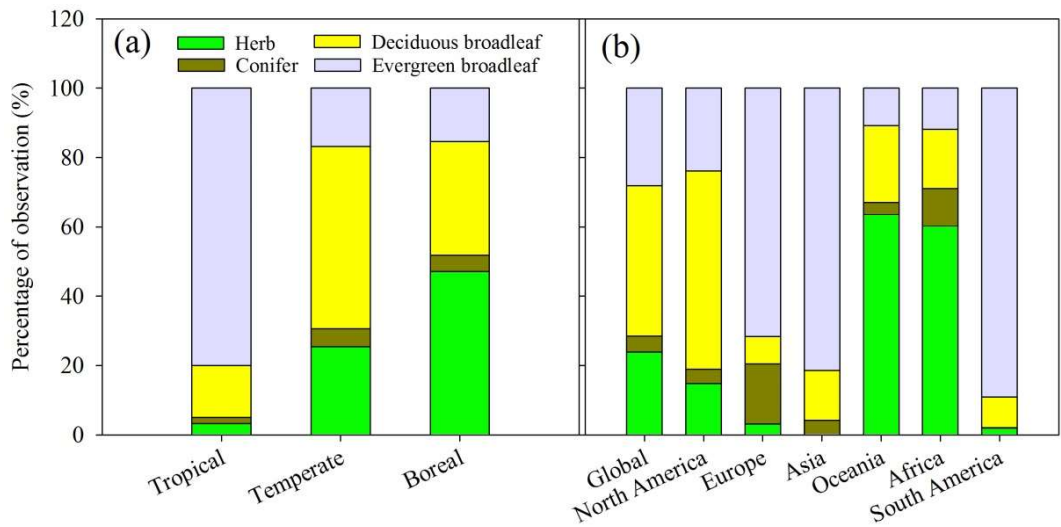 120
(a)
Herb
Deciduous broadleaf
(b)
Conifer
Evergreen broadleaf
100
80
60
40
20
0
Percentage of observation (%)
Tropical
Temperate
Boreal
Global
North America
Europe
Asia
Oceania
Africa
South America